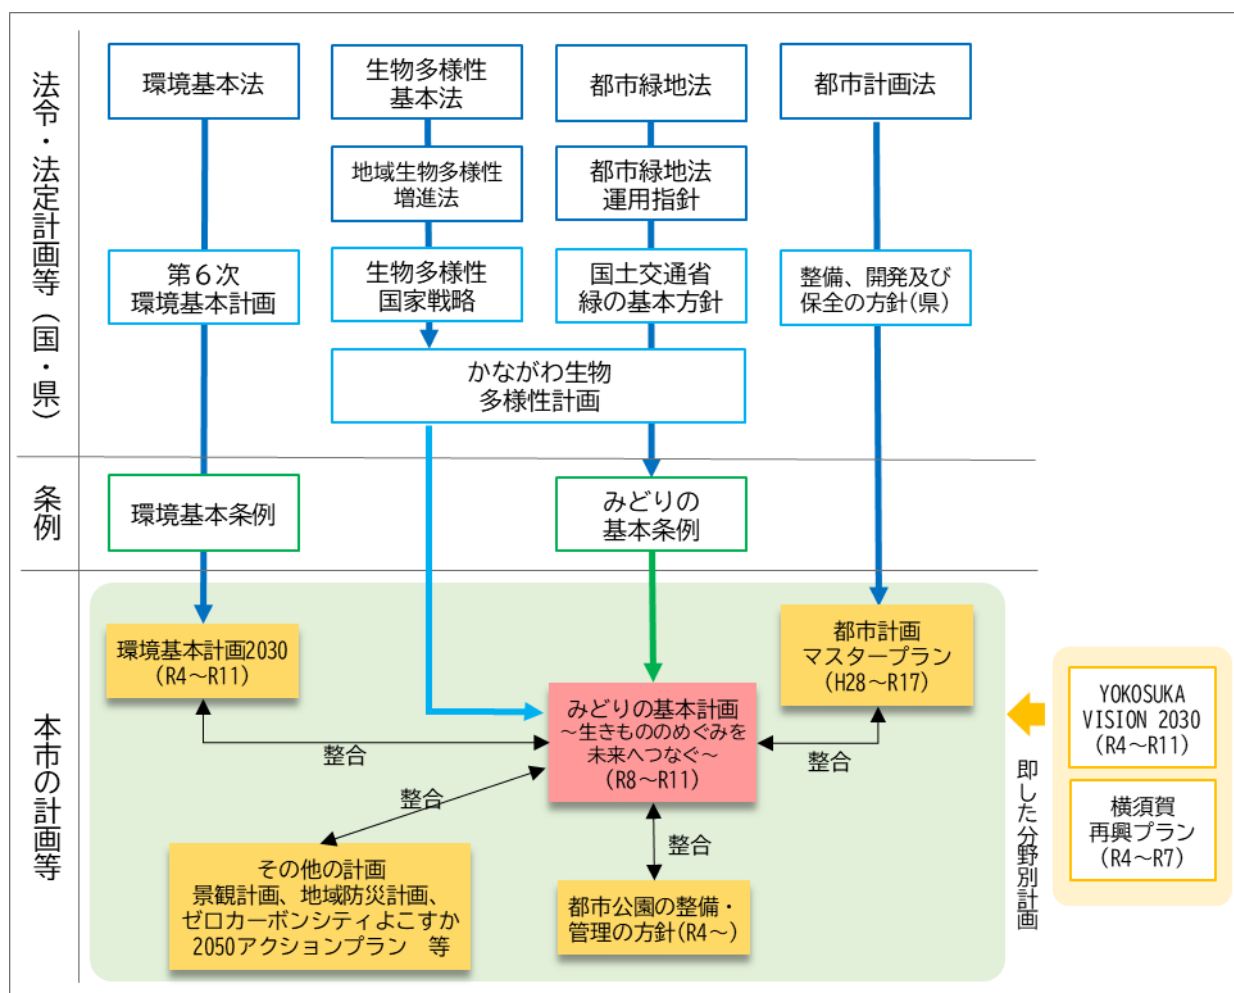 法令・法定計画等（国・県）
環境基本法
生物多様性
基本法
都市緑地法
都市計画法
地域生物多様性
増進法
都市緑地法
運用指針
第６次
環境基本計画
生物多様性
国家戦略
国土交通省
緑の基本方針
整備、開発及び
保全の方針(県)
かながわ生物
多様性計画
条例
環境基本条例
みどりの
基本条例
本市の計画等
環境基本計画2030
(R4～R11)
都市計画
マスタープラン
(H28～R17)
みどりの基本計画
～生きもののめぐみを
未来へつなぐ～
(R8～R11)
整合
整合
整合
整合
その他の計画
景観計画、地域防災計画、
ゼロカーボンシティよこすか
2050アクションプラン　等
都市公園の整備・
管理の方針(R4～)
即した分野別計画
YOKOSUKA
VISION 2030
(R4～R11)
横須賀
再興プラン
(R4～R7)